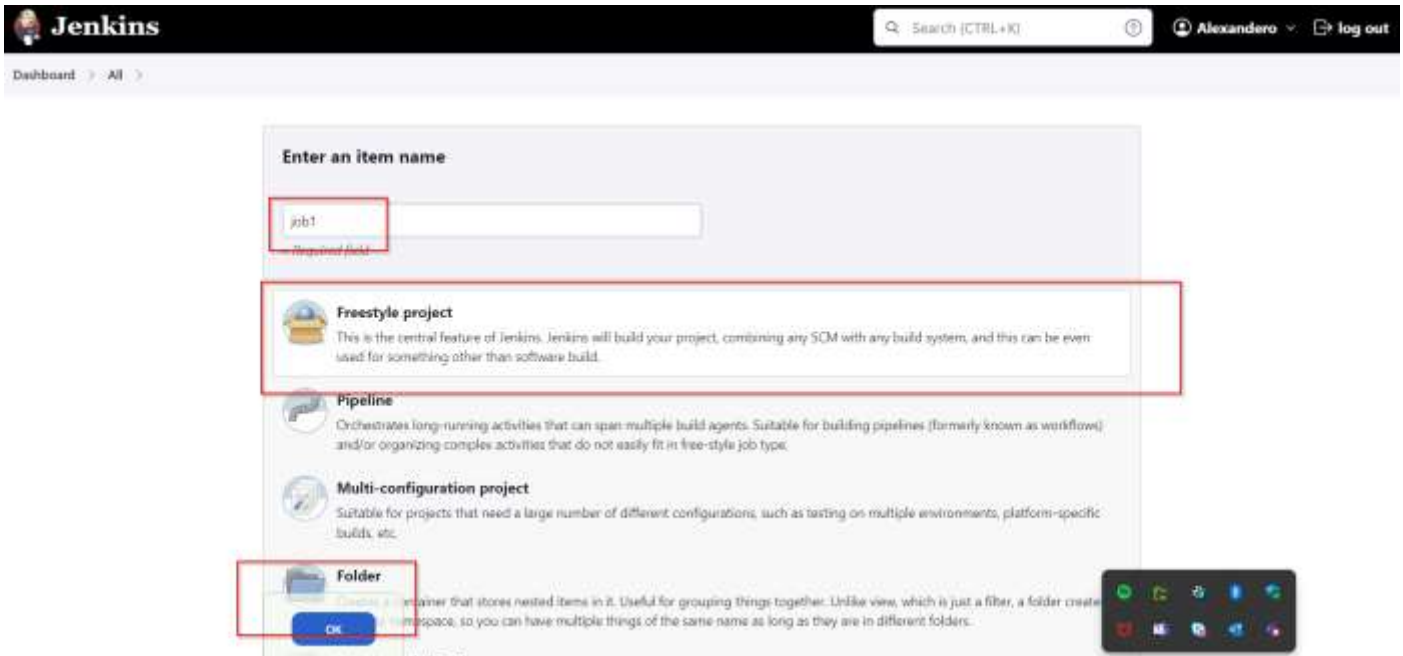 Jenkins
Search (CTRL+K)
Alexandero
log out
Dashboard > All >
Enter an item name
job1
» Required field
Freestyle project
This is the central feature of Jenkins. Jenkins will build your project, combining any SCM with any build system, and this can be even
used for something other than software build.
Pipeline
Orchestrates long-running activities that can span multiple build agents. Suitable for building pipelines (formerly known as workflows)
and/or organizing complex activities that do not easily fit in free-style job type.
Multi-configuration project
Suitable for projects that need a large number of different configurations, such as testing on multiple environments, platform-specific
builds, etc.
Folder
that stores nested items in it. Useful for grouping things together. Unlike view, which is just a filter, a folder create
so you can have multiple things of the same name as long as they are in different folders.
OK